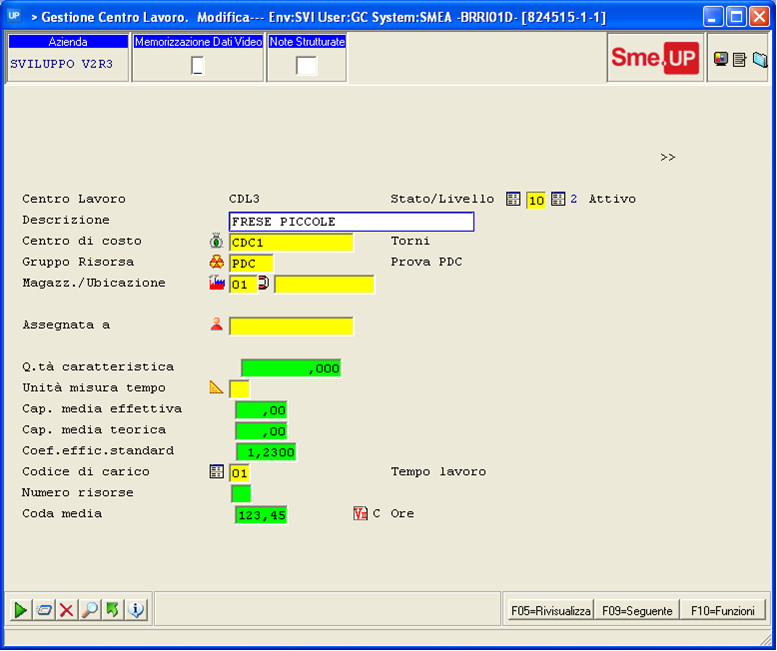 UP > Gestione Centro Lavoro. Modifica--- Env:SVI User:GC System:SMEA -BRRI01D- [824515-1-1]
Azienda Memorizzazione Dati Video Note Strutturate
SVILUPPO V2R3 _ Sme.UP
>>
Centro Lavoro CDL3 Stato/Livello 10 2 Attivo
Descrizione FRESE PICCOLE
Centro di costo CDC1 Torni
Gruppo Risorsa PDC Prova PDC
Magazz./Ubicazione 01
Assegnata a
Q.tà caratteristica ,000
Unità misura tempo
Cap. media effettiva ,00
Cap. media teorica ,00
Coef.effic.standard 1,2300
Codice di carico 01 Tempo lavoro
Numero risorse
Coda media 123,45 C Ore
F05=Rivisualizza F09=Seguente F10=Funzioni